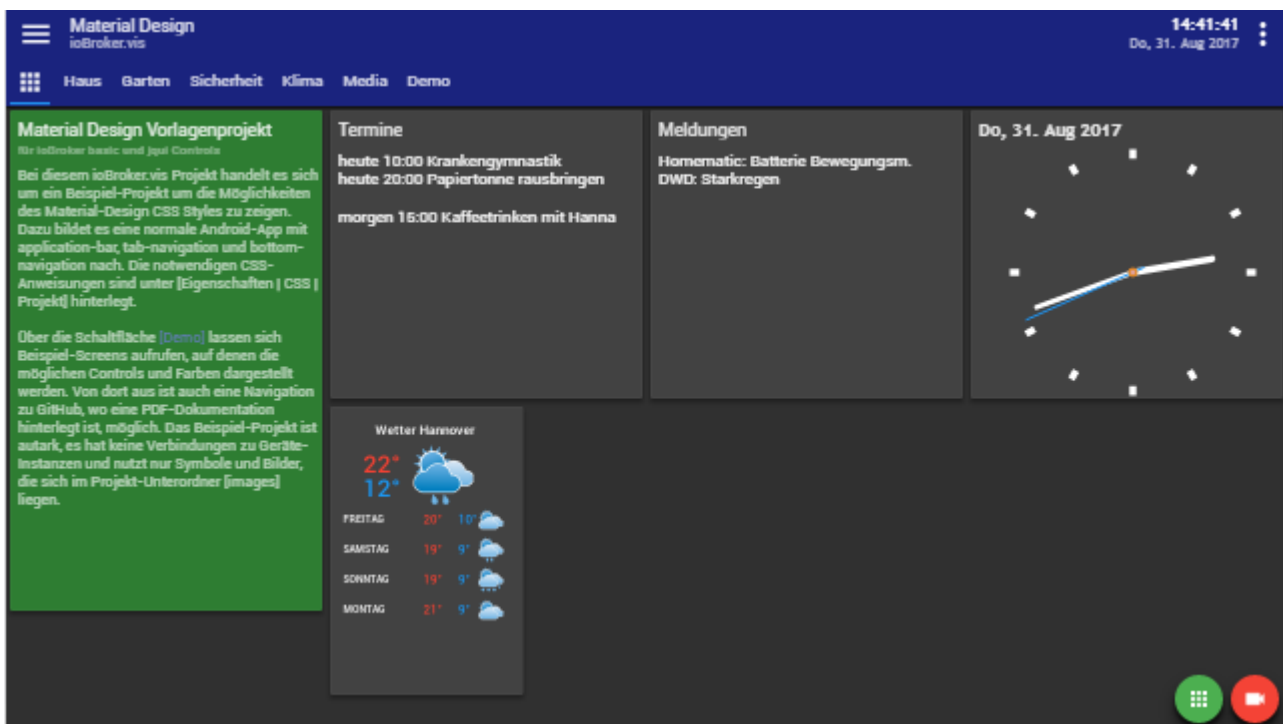 Material Design
ioBroker.vis
14:41:41
Do, 31. Aug 2017
Haus Garten Sicherheit Klima Media Demo
Material Design Vorlagenprojekt
für ioBroker basic und jqui Controls
Bei diesem ioBroker.vis Projekt handelt es sich
um ein Beispiel-Projekt um die Möglichkeiten
des Material-Design CSS Styles zu zeigen.
Dazu bildet es eine normale Android-App mit
application-bar, tab-navigation und bottom-
navigation nach. Die notwendigen CSS-
Anweisungen sind unter [Eigenschaften | CSS |
Projekt] hinterlegt.
Über die Schaltfläche [Demo] lassen sich
Beispiel-Screens aufrufen, auf denen die
möglichen Controls und Farben dargestellt
werden. Von dort aus ist auch eine Navigation
zu GitHub, wo eine PDF-Dokumentation
hinterlegt ist, möglich. Das Beispiel-Projekt ist
autark, es hat keine Verbindungen zu Geräte-
Instanzen und nutzt nur Symbole und Bilder,
die sich im Projekt-Unterordner [images]
liegen.
Termine
heute 10:00 Krankengymnastik
heute 20:00 Papiertonne rausbringen
morgen 15:00 Kaffeetrinken mit Hanna
Meldungen
Homematic: Batterie Bewegungsm.
DWD: Starkregen
Do, 31. Aug 2017
Wetter Hannover
22°
12°
FREITAG 20° 10°
SAMSTAG 19° 9°
SONNTAG 19° 9°
MONTAG 21° 9°